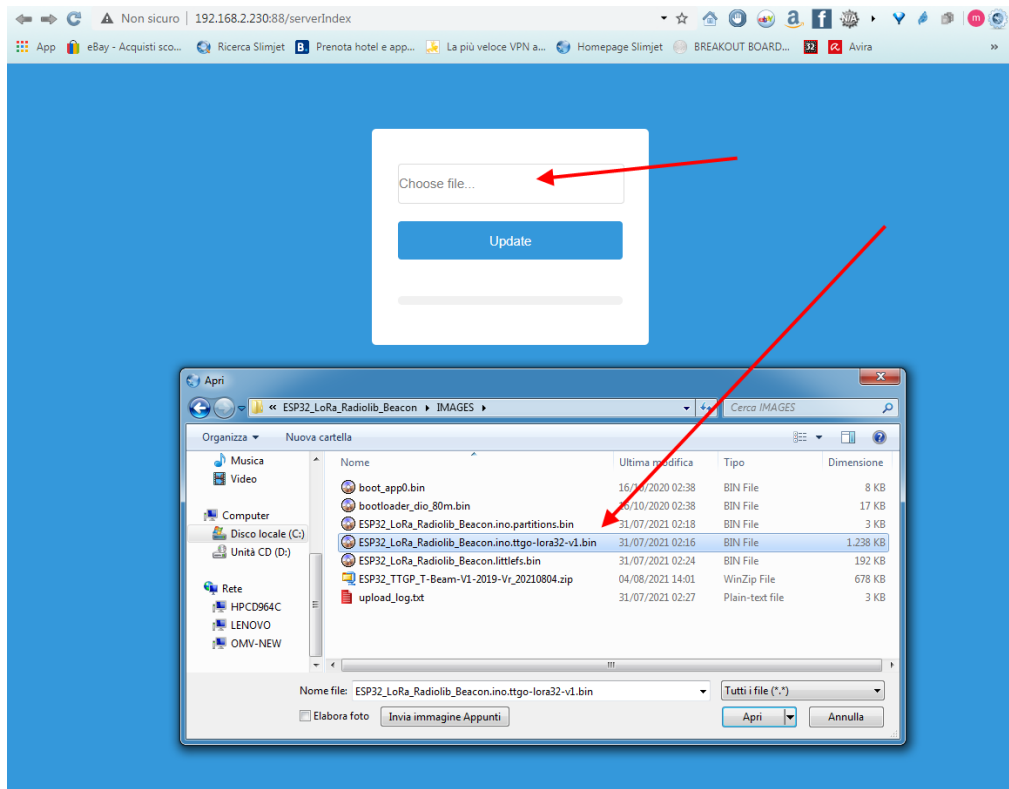 Non sicuro | 192.168.2.230:88/serverIndex
App eBay - Acquisti sco... Ricerca Slimjet B. Prenota hotel e app... La più veloce VPN a... Homepage Slimjet BREAKOUT BOARD... 32 Avira »
Choose file...
Update
Apri
« ESP32_LoRa_Radiolib_Beacon IMAGES Cerca IMAGES
Organizza Nuova cartella
Musica
Video
Computer
Disco locale (C:)
Unità CD (D:)
Rete
HPCD964C
LENOVO
OMV-NEW
Nome Ultima modifica Tipo Dimensione
boot_app0.bin 16/10/2020 02:38 BIN File 8 KB
bootloader_dio_80m.bin 16/10/2020 02:38 BIN File 17 KB
ESP32_LoRa_Radiolib_Beacon.ino.partitions.bin 31/07/2021 02:18 BIN File 3 KB
ESP32_LoRa_Radiolib_Beacon.ino.ttgo-lora32-v1.bin 31/07/2021 02:16 BIN File 1.238 KB
ESP32_LoRa_Radiolib_Beacon.littlefs.bin 31/07/2021 02:24 BIN File 192 KB
ESP32_TTGP_T-Beam-V1-2019-Vr_20210804.zip 04/08/2021 14:01 WinZip File 678 KB
upload_log.txt 31/07/2021 02:27 Plain-text file 3 KB
Nome file: ESP32_LoRa_Radiolib_Beacon.ino.ttgo-lora32-v1.bin Tutti i file (*.*)
Elabora foto Invia immagine Appunti Apri Annulla